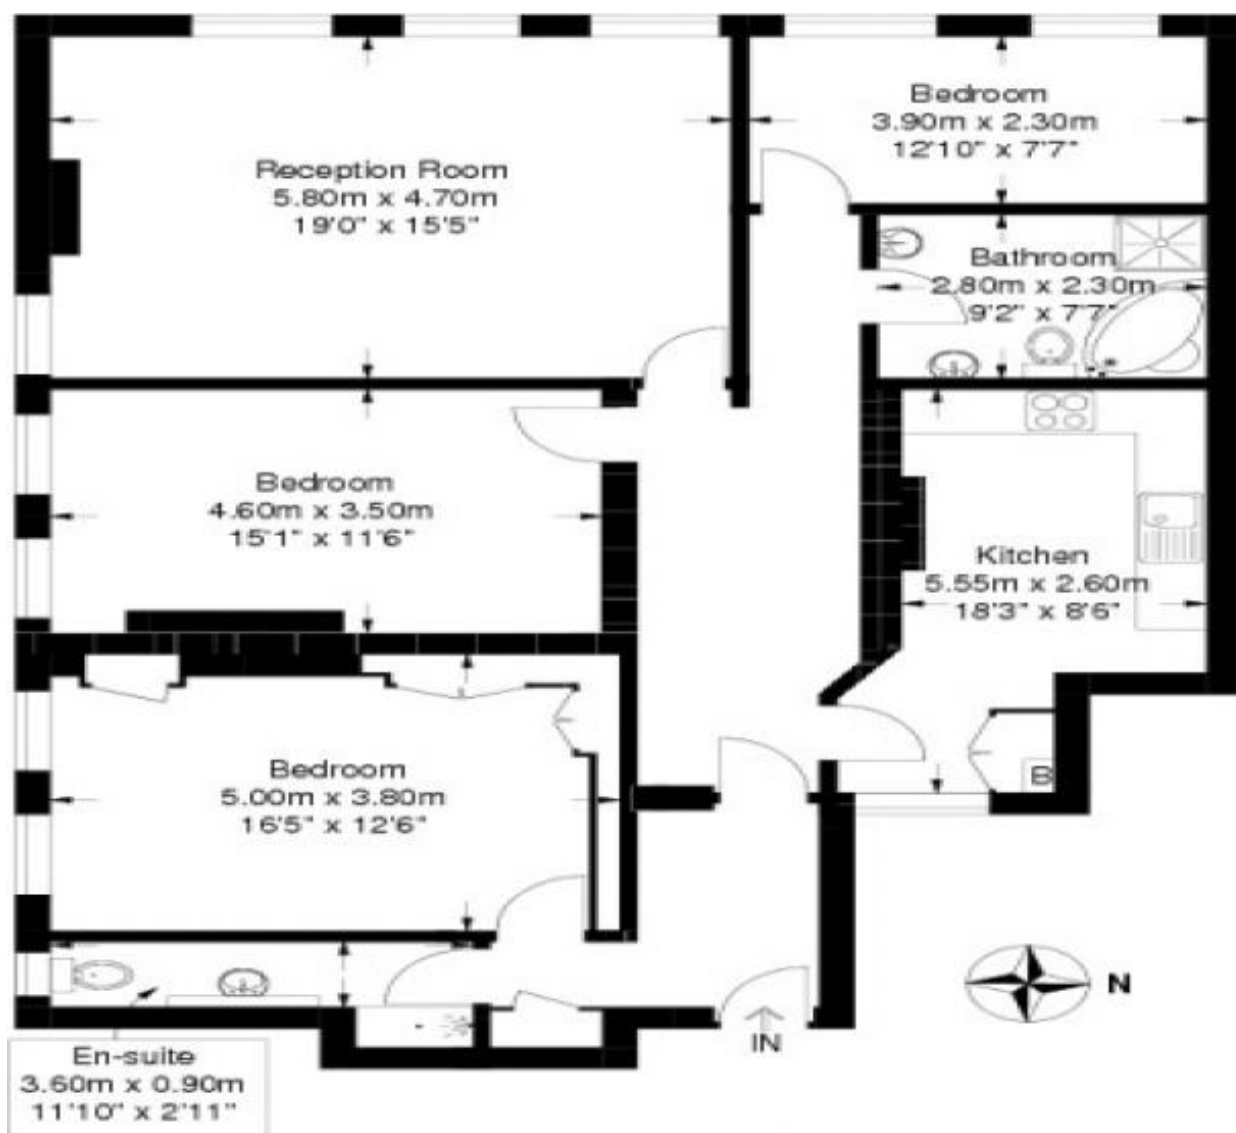 Bedroom
3.90m x 2.30m
12'10" x 7'7"
Reception Room
5.80m x 4.70m
19'0" x 15'5"
Bathroom
2.80m x 2.30m
9'2" x 7'7"
Bedroom
4.60m x 3.50m
15'1" x 11'6"
Kitchen
5.55m x 2.60m
18'3" x 8'6"
Bedroom
5.00m x 3.80m
16'5" x 12'6"
B
N
IN
En-suite
3.60m x 0.90m
11'10" x 2'11"